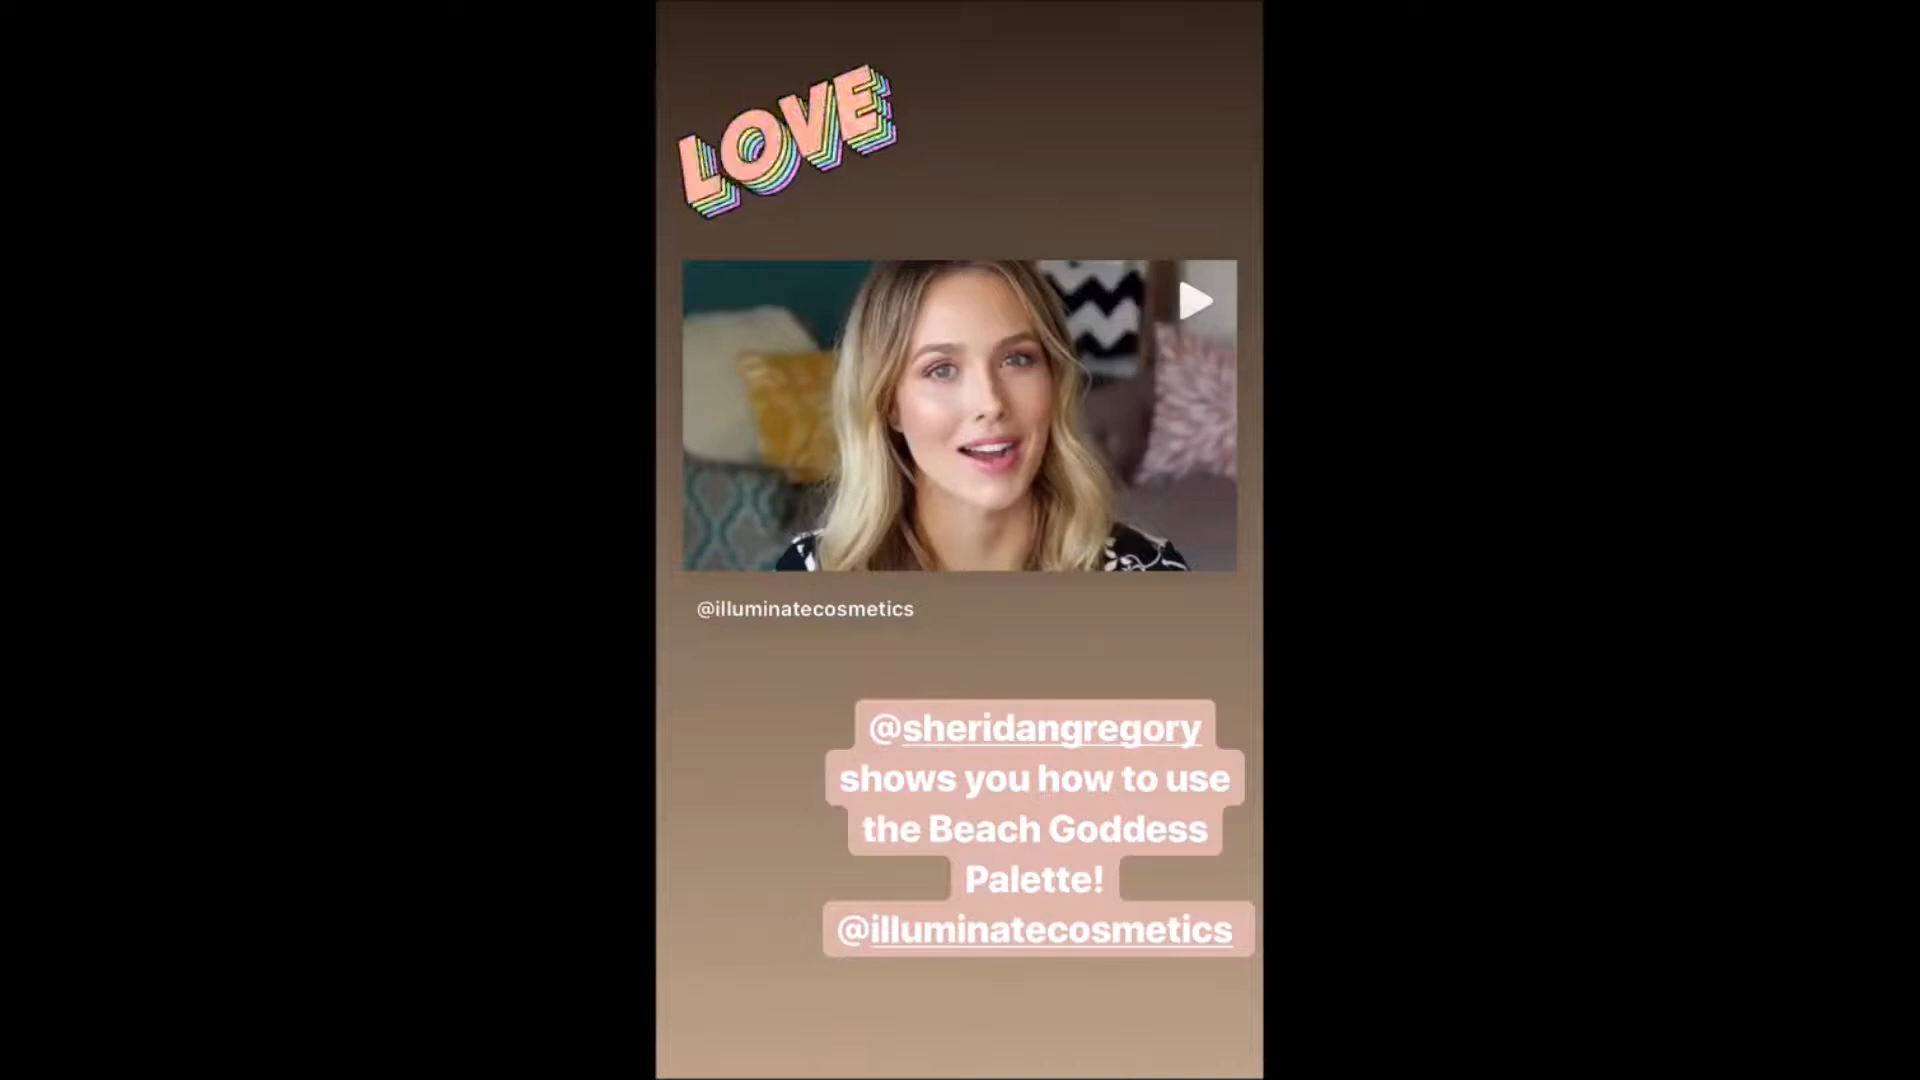 LOVE
@illuminatecosmetics
@sheridangregory
shows you how to use
the Beach Goddess
Palette!
@illuminatecosmetics